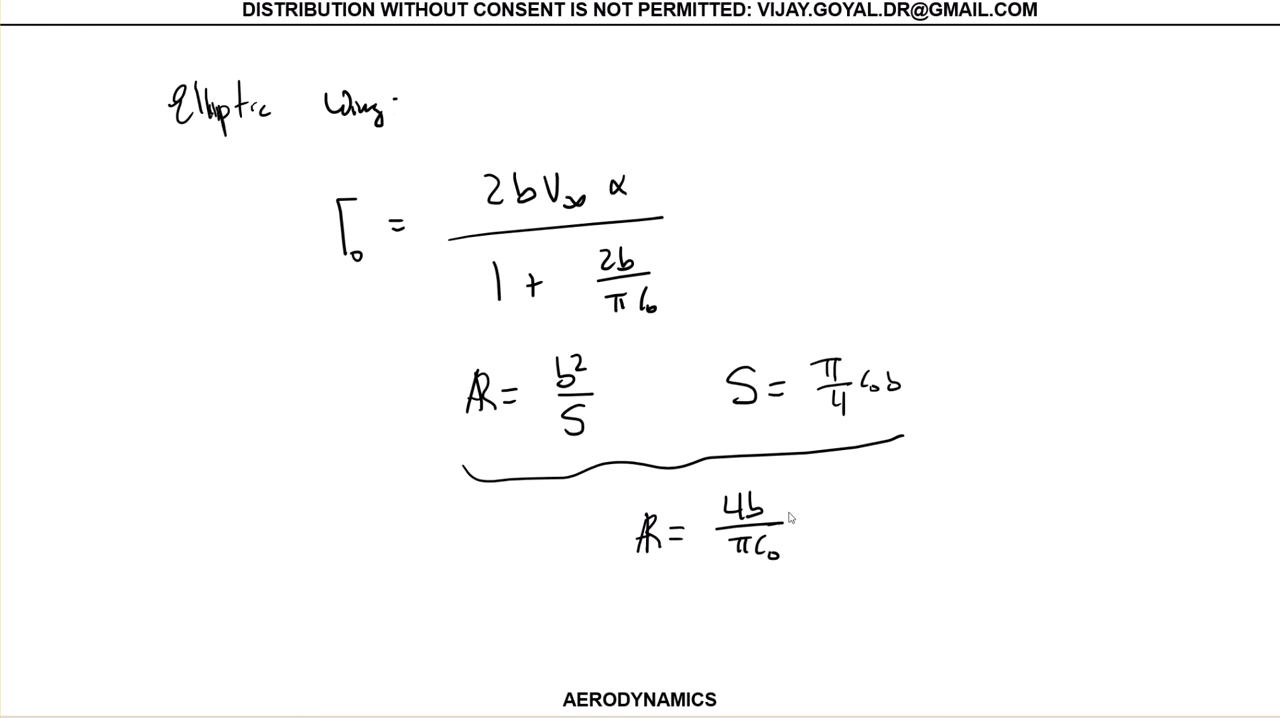 DISTRIBUTION WITHOUT CONSENT IS NOT PERMITTED: VIJAY.GOYAL.DR@GMAIL.COM
Elliptic Wing:
Γ₀ = 2bV∞ α / (1 + 2b / πC₀)
AR = b² / S    S = π/4 C₀b
AR = 4b / πC₀
AERODYNAMICS